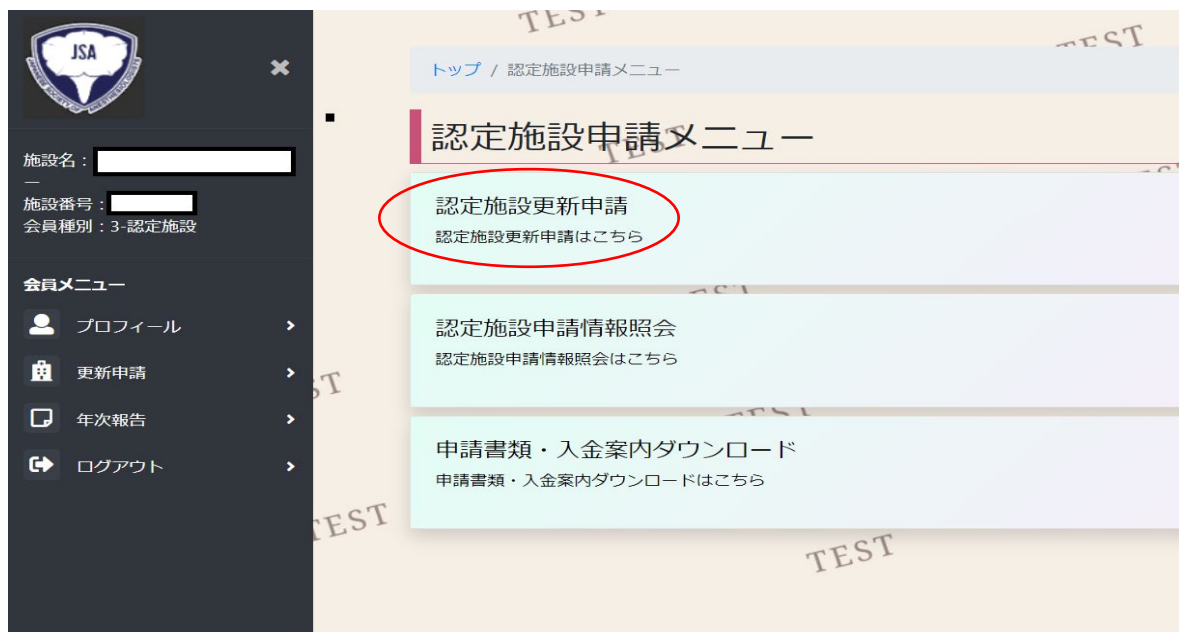 JSA
施設名：
施設番号：
会員種別：3-認定施設
会員メニュー
プロフィール
更新申請
年次報告
ログアウト
トップ / 認定施設申請メニュー
認定施設申請メニュー
認定施設更新申請
認定施設更新申請はこちら
認定施設申請情報照会
認定施設申請情報照会はこちら
申請書類・入金案内ダウンロード
申請書類・入金案内ダウンロードはこちら
TEST
TEST
TEST
TEST
TEST